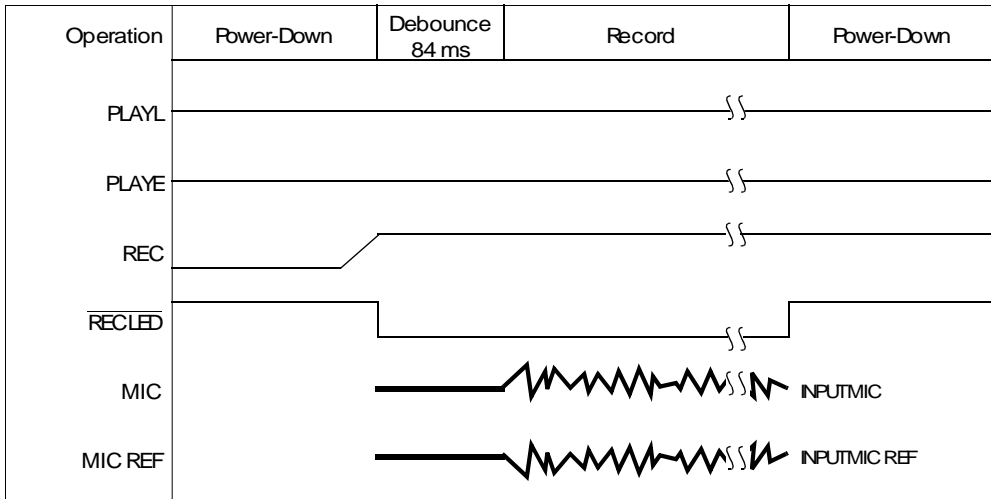 Operation Power-Down Debounce 84 ms Record Power-Down
PLAYL
PLAYE
REC
RECLED
MIC INPUTMIC
MIC REF INPUTMIC REF